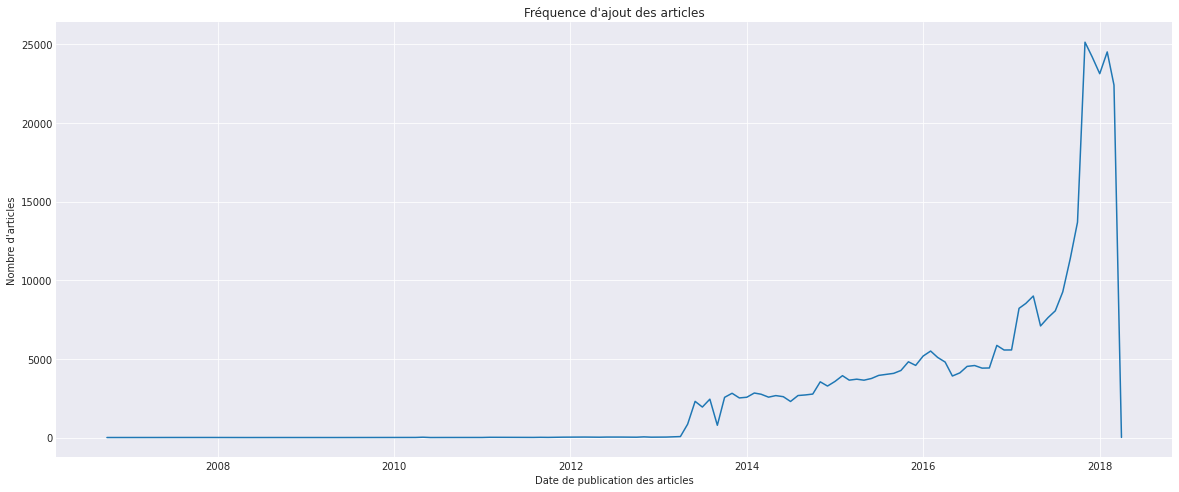 Fréquence d'ajout des articles
25000
20000
15000
10000
5000
0
Nombre d'articles
2008 2010 2012 2014 2016 2018
Date de publication des articles